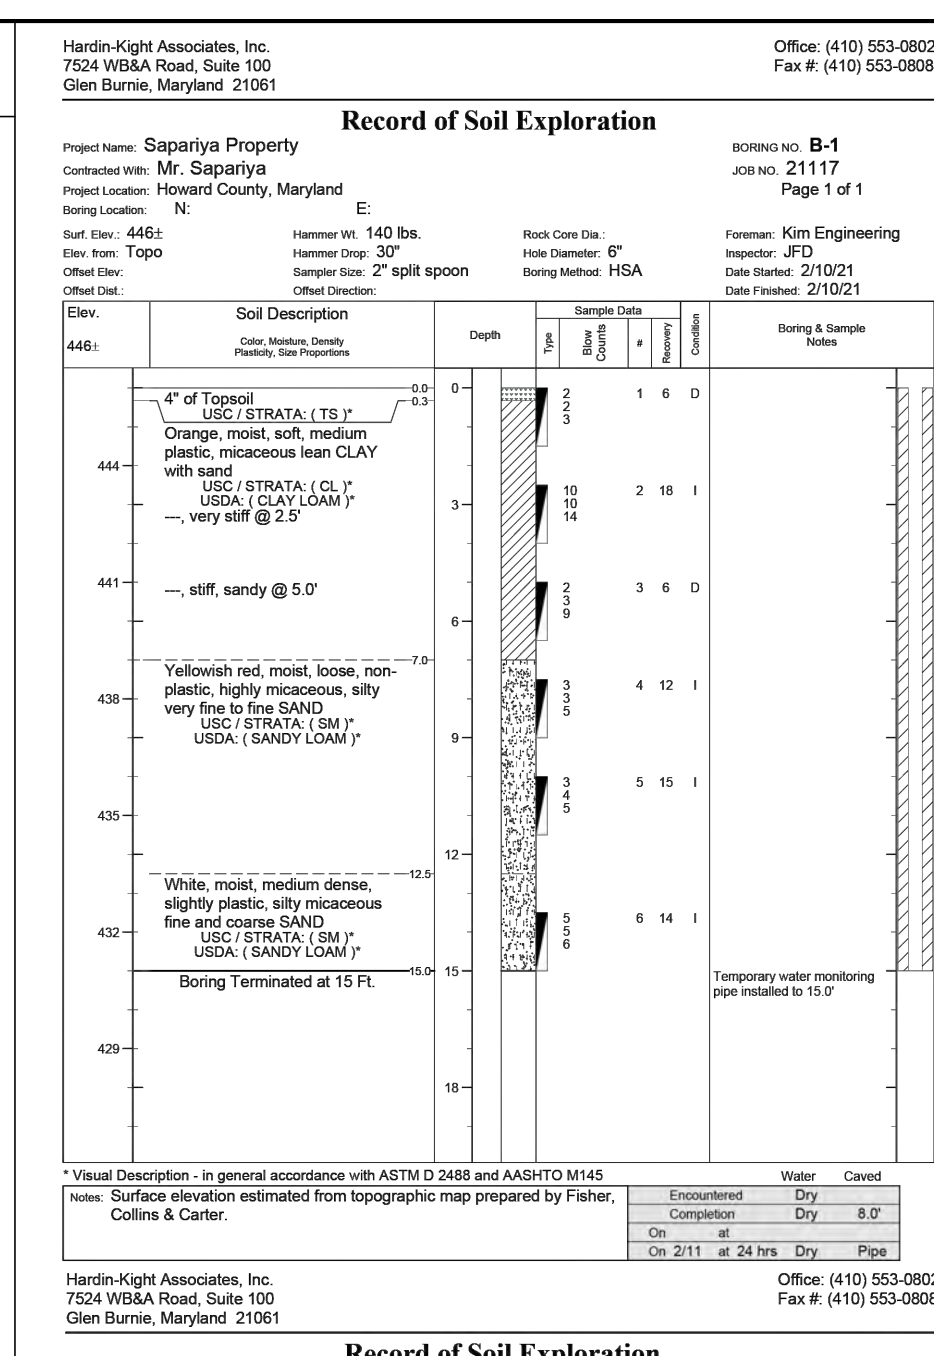 Hardin-Kight Associates, Inc. Office: (410) 553-0802
7524 WB&A Road, Suite 100 Fax #: (410) 553-0808
Glen Burnie, Maryland 21061
Record of Soil Exploration
Project Name: Sapariya Property BORING NO. B-1
Contracted With: Mr. Sapariya JOB NO. 21117
Project Location: Howard County, Maryland Page 1 of 1
Boring Location: N: E:
Surf. Elev.: 446± Hammer Wt. 140 lbs. Rock Core Dia.: Foreman: Kim Engineering
Elev. from: Topo Hammer Drop: 30" Hole Diameter: 6" Inspector: JFD
Offset Elev: Sampler Size: 2" split spoon Boring Method: HSA Date Started: 2/10/21
Offset Dist.: Offset Direction: Date Finished: 2/10/21
Elev. Soil Description Depth Sample Data Boring & Sample
446± Color, Moisture, Density Type Blow Counts # Recovery Condition Notes
Plasticity, Size Proportions
0.0 0 2 1 6 D
4" of Topsoil 0.3 2
USC / STRATA: ( TS )* 3
Orange, moist, soft, medium
plastic, micaceous lean CLAY
444 with sand
USC / STRATA: ( CL )* 10 2 18 I
USDA: ( CLAY LOAM )* 3 10
---, very stiff @ 2.5' 14
441 ---, stiff, sandy @ 5.0' 2 3 6 D
3
9
6
7.0
Yellowish red, moist, loose, non-
plastic, highly micaceous, silty 3 4 12 I
438 very fine to fine SAND 3
USC / STRATA: ( SM )* 5
USDA: ( SANDY LOAM )* 9
3 5 15 I
4
435 5
12
12.5
White, moist, medium dense,
slightly plastic, silty micaceous
fine and coarse SAND 5 6 14 I
432 USC / STRATA: ( SM )* 5
USDA: ( SANDY LOAM )* 6
15.0 15
Boring Terminated at 15 Ft. Temporary water monitoring
pipe installed to 15.0'
429
18
* Visual Description - in general accordance with ASTM D 2488 and AASHTO M145 Water Caved
Notes: Surface elevation estimated from topographic map prepared by Fisher, Encountered Dry
Collins & Carter. Completion Dry 8.0'
On at
On 2/11 at 24 hrs Dry Pipe
Hardin-Kight Associates, Inc. Office: (410) 553-0802
7524 WB&A Road, Suite 100 Fax #: (410) 553-0808
Glen Burnie, Maryland 21061
Record of Soil Exploration